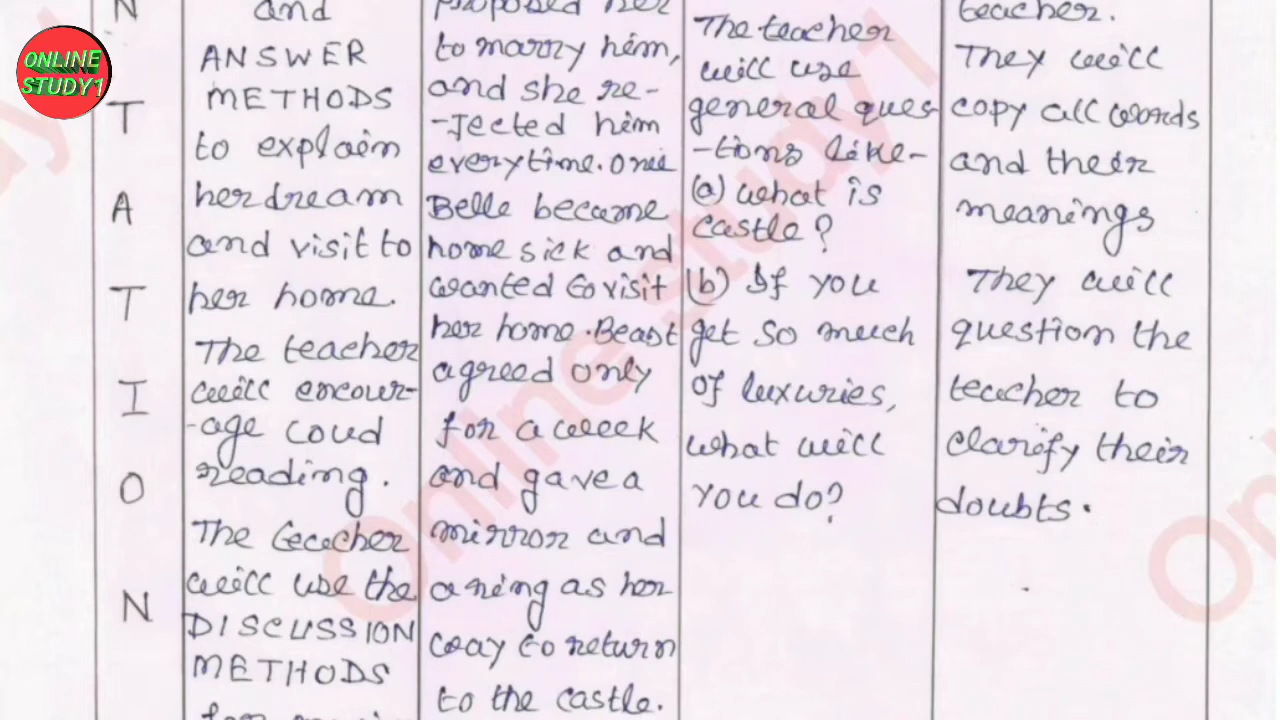 ONLINE
STUDY1
N
T
A
T
I
O
N
and
ANSWER
METHODS
to explain
her dream
and visit to
her home.
The teacher
will encour-
-age loud
reading.
The teacher
will use the
DISCUSSION
METHODS
proposed her
to marry him,
and she re-
-jected him
everytime. One
Belle became
home sick and
wanted to visit
her home. Beast
agreed only
for a week
and gave a
mirror and
a ring as her
way to return
to the castle.
The teacher
will use
general ques
-tions like-
(a) What is
castle?
(b) If you
get so much
of luxuries,
what will
you do?
teacher.
They will
copy all words
and their
meanings
They will
question the
teacher to
clarify their
doubts.
Online study1